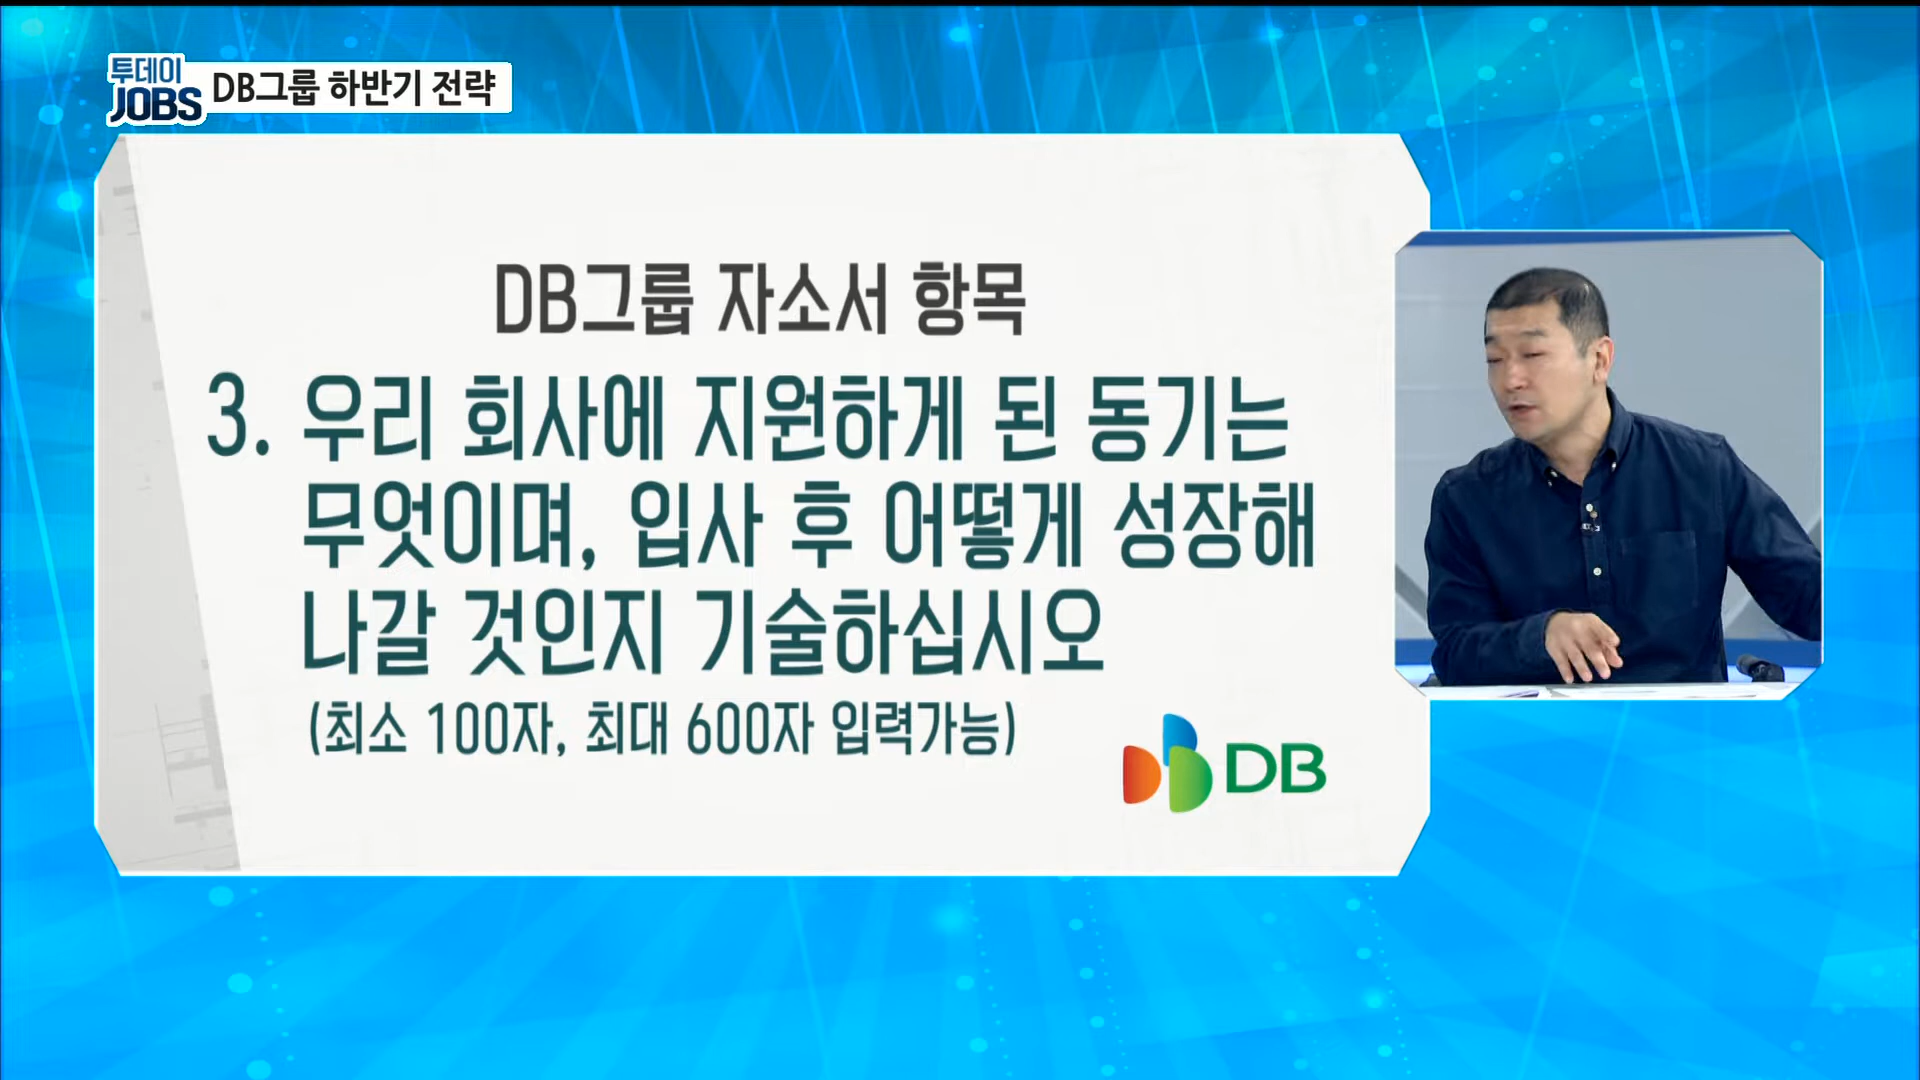 투데이
JOBS
DB그룹 하반기 전략
DB그룹 자소서 항목
3. 우리 회사에 지원하게 된 동기는
무엇이며, 입사 후 어떻게 성장해
나갈 것인지 기술하십시오
(최소 100자, 최대 600자 입력가능)
DB